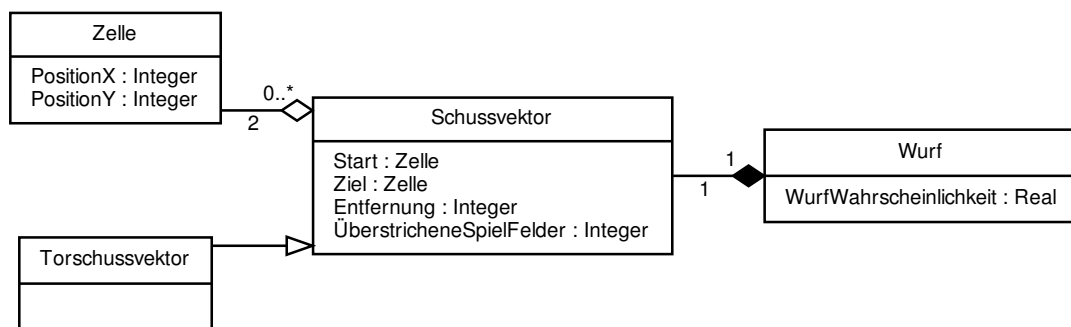 Zelle
PositionX : Integer
PositionY : Integer
0..*
2
Schussvektor
Start : Zelle
Ziel : Zelle
Entfernung : Integer
ÜberstricheneSpielFelder : Integer
1
1
Wurf
WurfWahrscheinlichkeit : Real
Torschussvektor